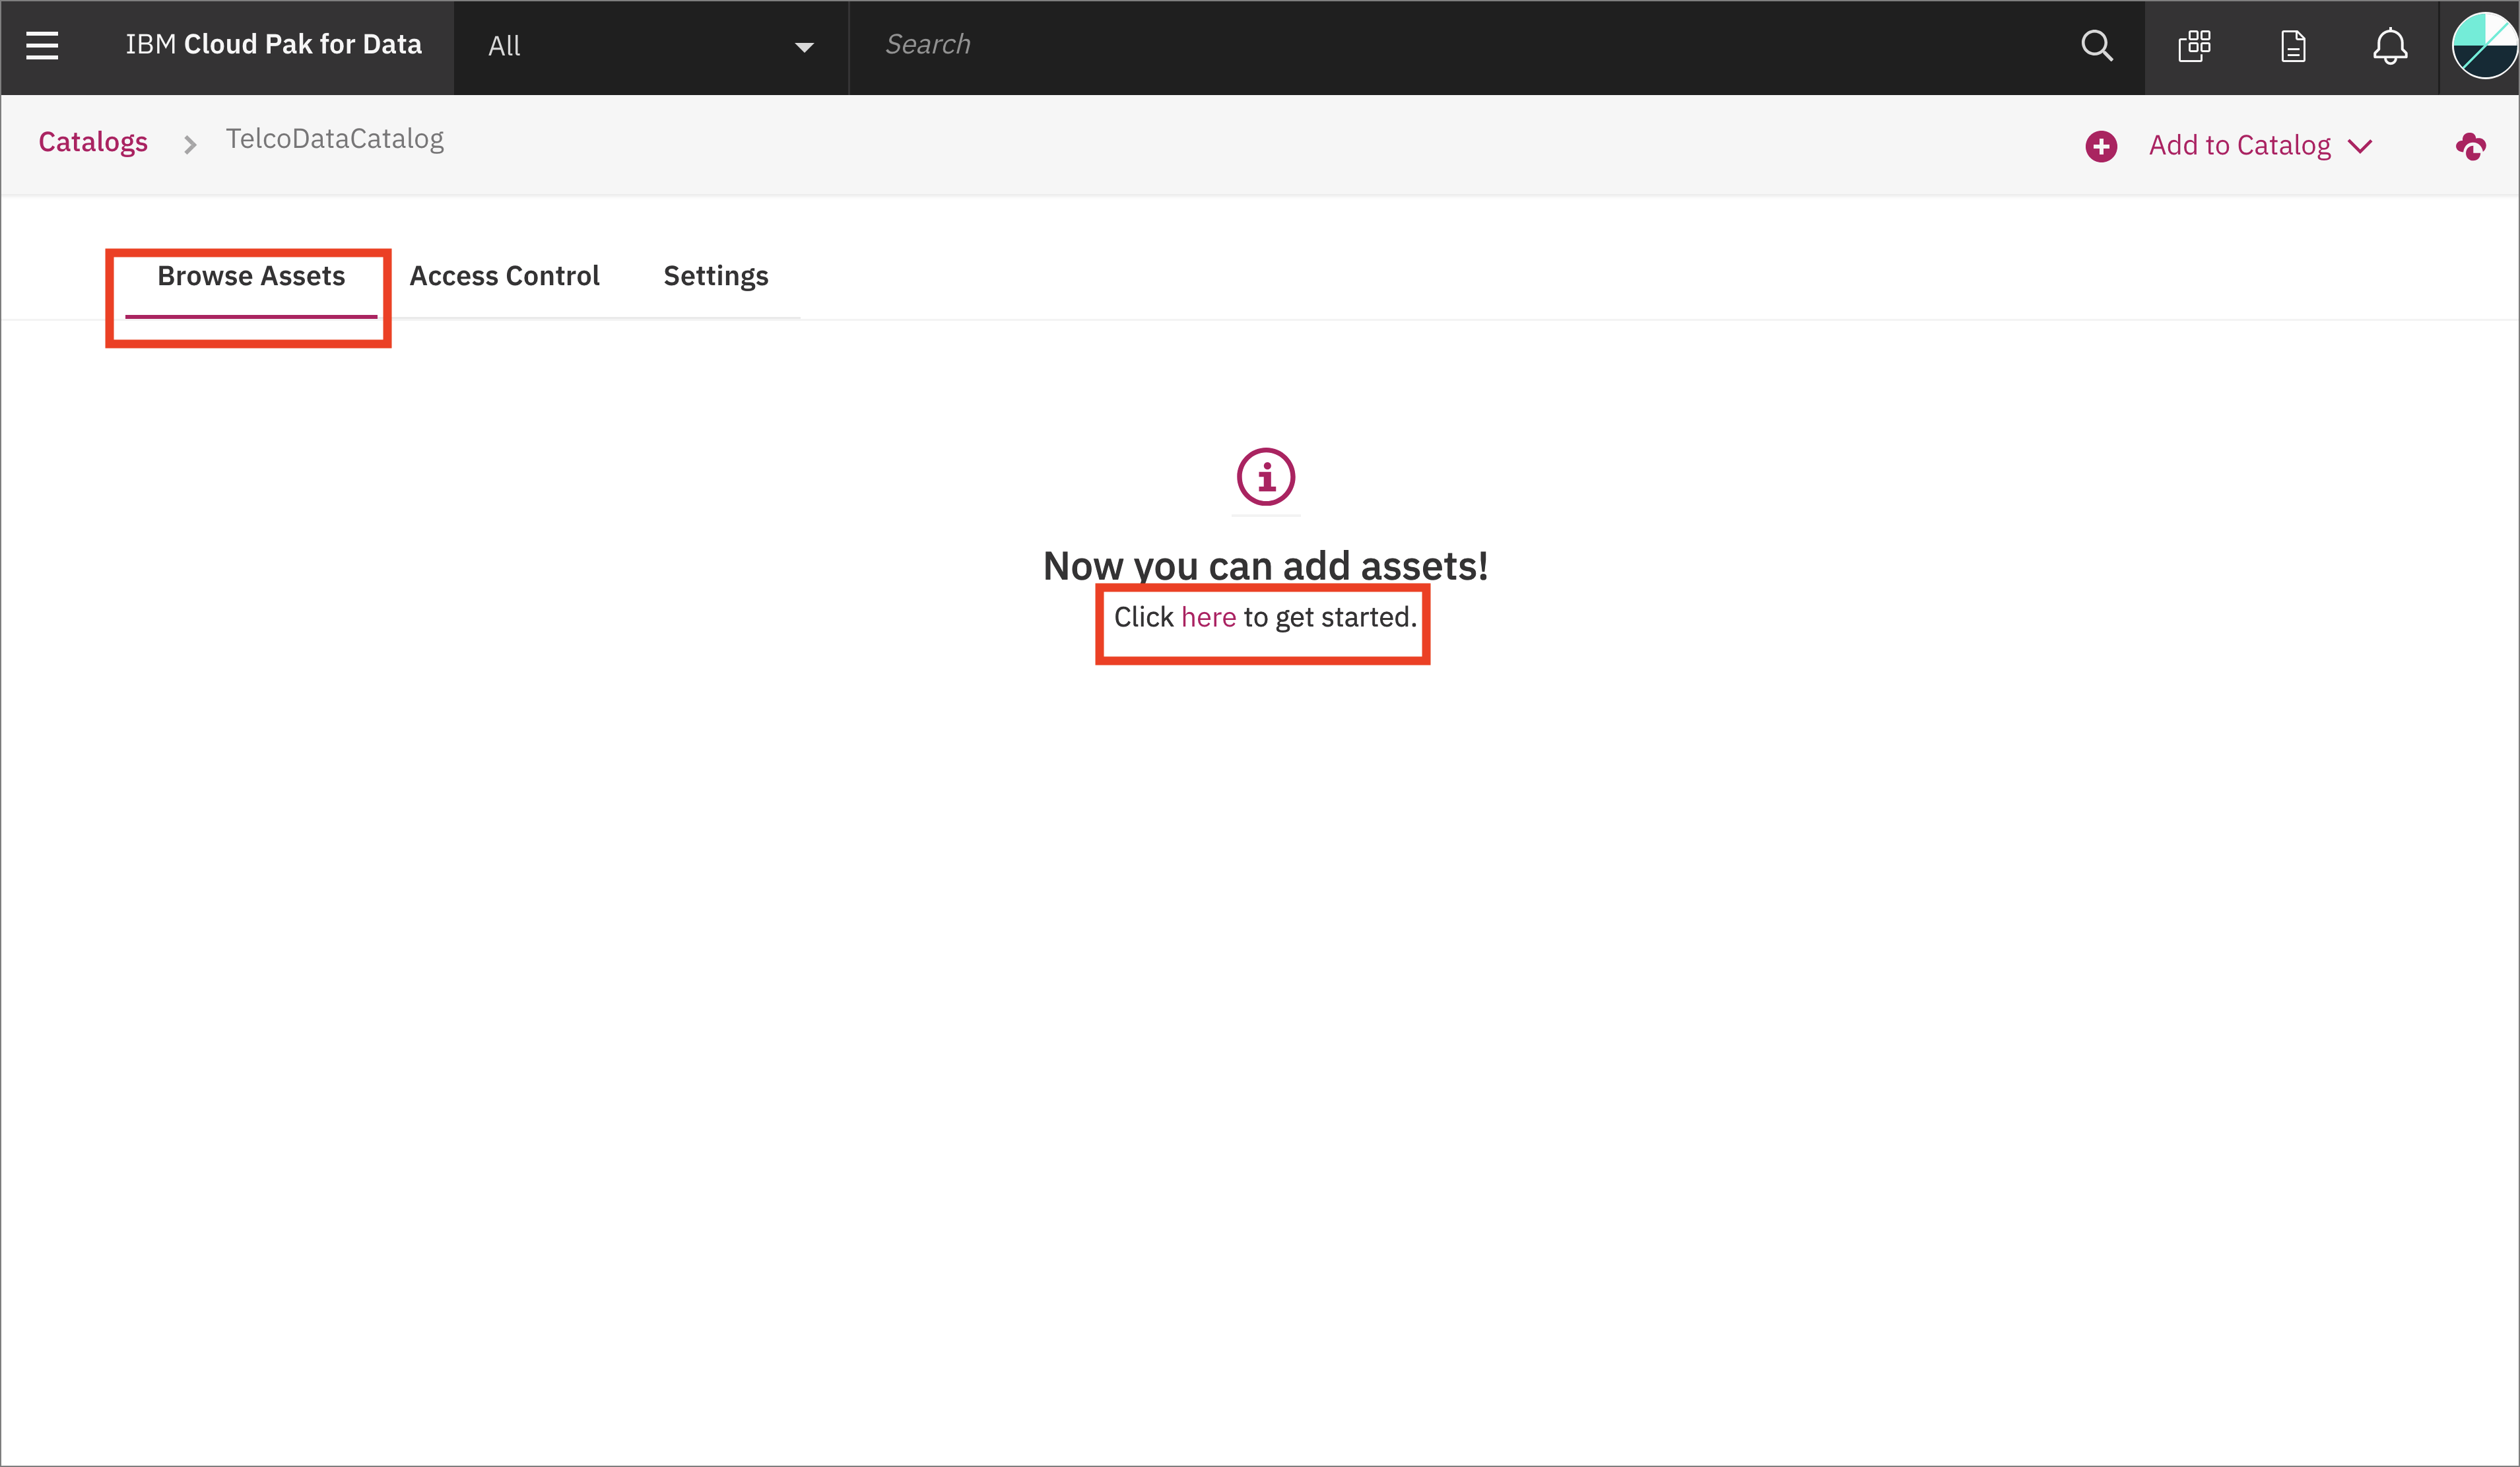 IBM Cloud Pak for Data
All
Search
Catalogs
TelcoDataCatalog
Add to Catalog
Browse Assets
Access Control
Settings
Now you can add assets!
Click here to get started.